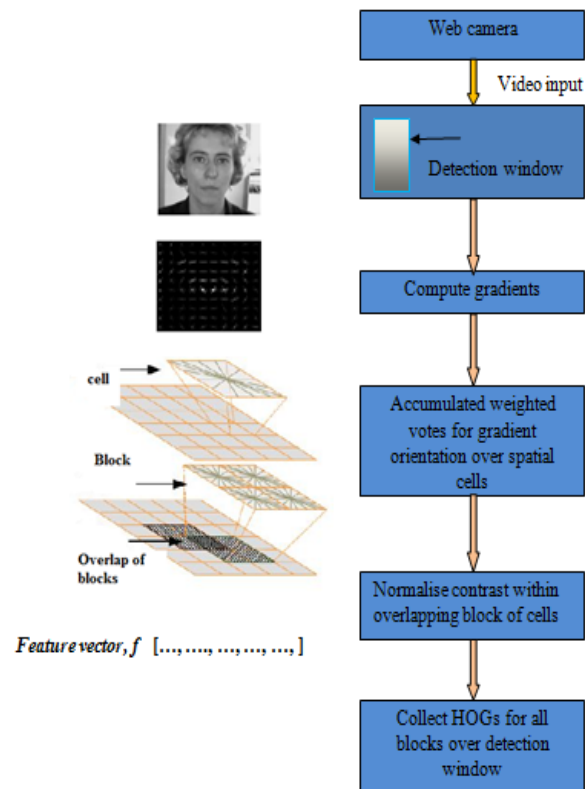 Web camera
Video input
Detection window
Compute gradients
cell
Accumulated weighted
votes for gradient
orientation over spatial
cells
Block
Overlap of
blocks
Normalise contrast within
overlapping block of cells
Feature vector, f [..., ...., ..., ..., ..., ]
Collect HOGs for all
blocks over detection
window